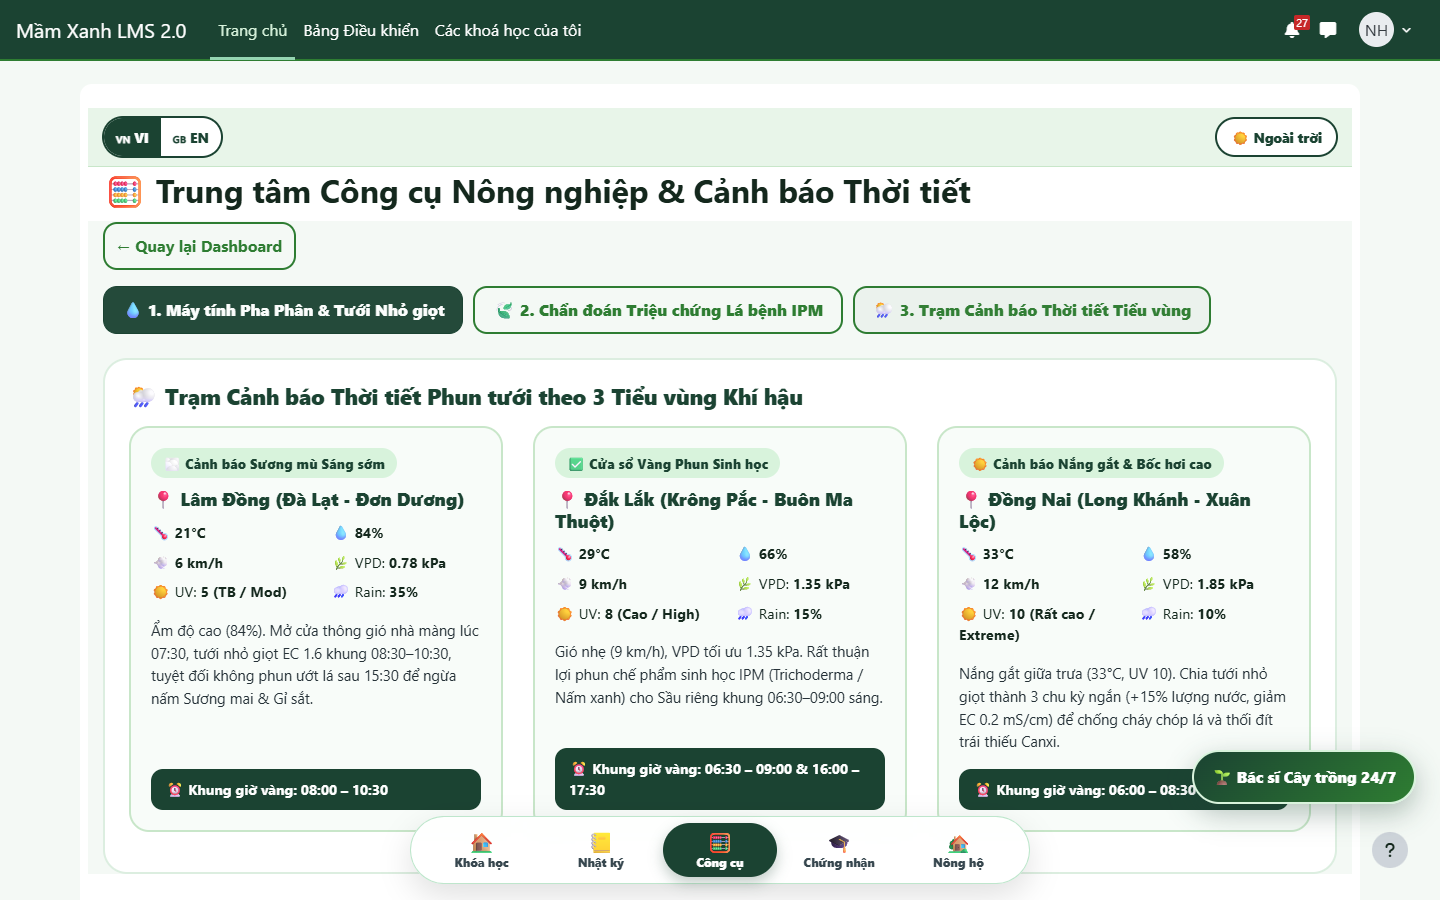 Mầm Xanh LMS 2.0
Trang chủ
Bảng Điều khiển
Các khoá học của tôi
27
NH
VN VI
GB EN
Ngoài trời
Trung tâm Công cụ Nông nghiệp & Cảnh báo Thời tiết
← Quay lại Dashboard
1. Máy tính Pha Phân & Tưới Nhỏ giọt
2. Chẩn đoán Triệu chứng Lá bệnh IPM
3. Trạm Cảnh báo Thời tiết Tiểu vùng
Trạm Cảnh báo Thời tiết Phun tưới theo 3 Tiểu vùng Khí hậu
Cảnh báo Sương mù Sáng sớm
Lâm Đồng (Đà Lạt - Đơn Dương)
21°C
84%
6 km/h
VPD: 0.78 kPa
UV: 5 (TB / Mod)
Rain: 35%
Ẩm độ cao (84%). Mở cửa thông gió nhà màng lúc
07:30, tưới nhỏ giọt EC 1.6 khung 08:30–10:30,
tuyệt đối không phun ướt lá sau 15:30 để ngừa
nấm Sương mai & Gỉ sắt.
Khung giờ vàng: 08:00 – 10:30
Cửa sổ Vàng Phun Sinh học
Đắk Lắk (Krông Pắc - Buôn Ma
Thuột)
29°C
66%
9 km/h
VPD: 1.35 kPa
UV: 8 (Cao / High)
Rain: 15%
Gió nhẹ (9 km/h), VPD tối ưu 1.35 kPa. Rất thuận
lợi phun chế phẩm sinh học IPM (Trichoderma /
Nấm xanh) cho Sầu riêng khung 06:30–09:00 sáng.
Khung giờ vàng: 06:30 – 09:00 & 16:00 –
17:30
Cảnh báo Nắng gắt & Bốc hơi cao
Đồng Nai (Long Khánh - Xuân
Lộc)
33°C
58%
12 km/h
VPD: 1.85 kPa
UV: 10 (Rất cao /
Extreme)
Rain: 10%
Nắng gắt giữa trưa (33°C, UV 10). Chia tưới nhỏ
giọt thành 3 chu kỳ ngắn (+15% lượng nước, giảm
EC 0.2 mS/cm) để chống cháy chóp lá và thối đít
trái thiếu Canxi.
Khung giờ vàng: 06:00 – 08:30
Bác sĩ Cây trồng 24/7
Khóa học
Nhật ký
Công cụ
Chứng nhận
Nông hộ
?